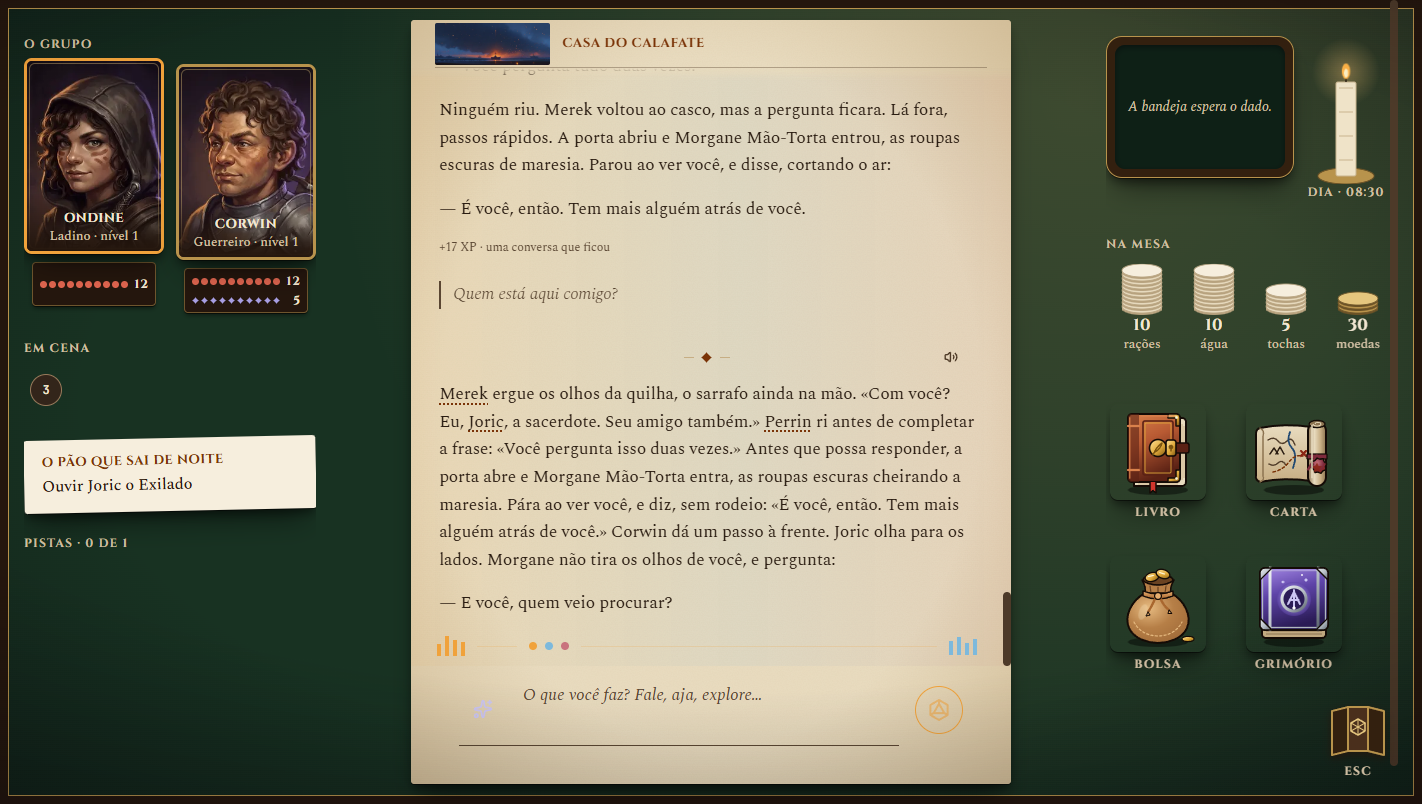 O GRUPO
ONDINE
Ladino · nível 1
12
CORWIN
Guerreiro · nível 1
12
5
EM CENA
3
O PÃO QUE SAI DE NOITE
Ouvir Joric o Exilado
PISTAS · 0 DE 1
CASA DO CALAFATE
Ninguém riu. Merek voltou ao casco, mas a pergunta ficara. Lá fora,
passos rápidos. A porta abriu e Morgane Mão-Torta entrou, as roupas
escuras de maresia. Parou ao ver você, e disse, cortando o ar:
— É você, então. Tem mais alguém atrás de você.
+17 XP · uma conversa que ficou
Quem está aqui comigo?
Merek ergue os olhos da quilha, o sarrafo ainda na mão. «Com você?
Eu, Joric, a sacerdote. Seu amigo também.» Perrin ri antes de completar
a frase: «Você pergunta isso duas vezes.» Antes que possa responder, a
porta abre e Morgane Mão-Torta entra, as roupas escuras cheirando a
maresia. Pára ao ver você, e diz, sem rodeio: «É você, então. Tem mais
alguém atrás de você.» Corwin dá um passo à frente. Joric olha para os
lados. Morgane não tira os olhos de você, e pergunta:
— E você, quem veio procurar?
O que você faz? Fale, aja, explore...
A bandeja espera o dado.
DIA · 08:30
NA MESA
10
rações
10
água
5
tochas
30
moedas
LIVRO
CARTA
BOLSA
GRIMÓRIO
ESC